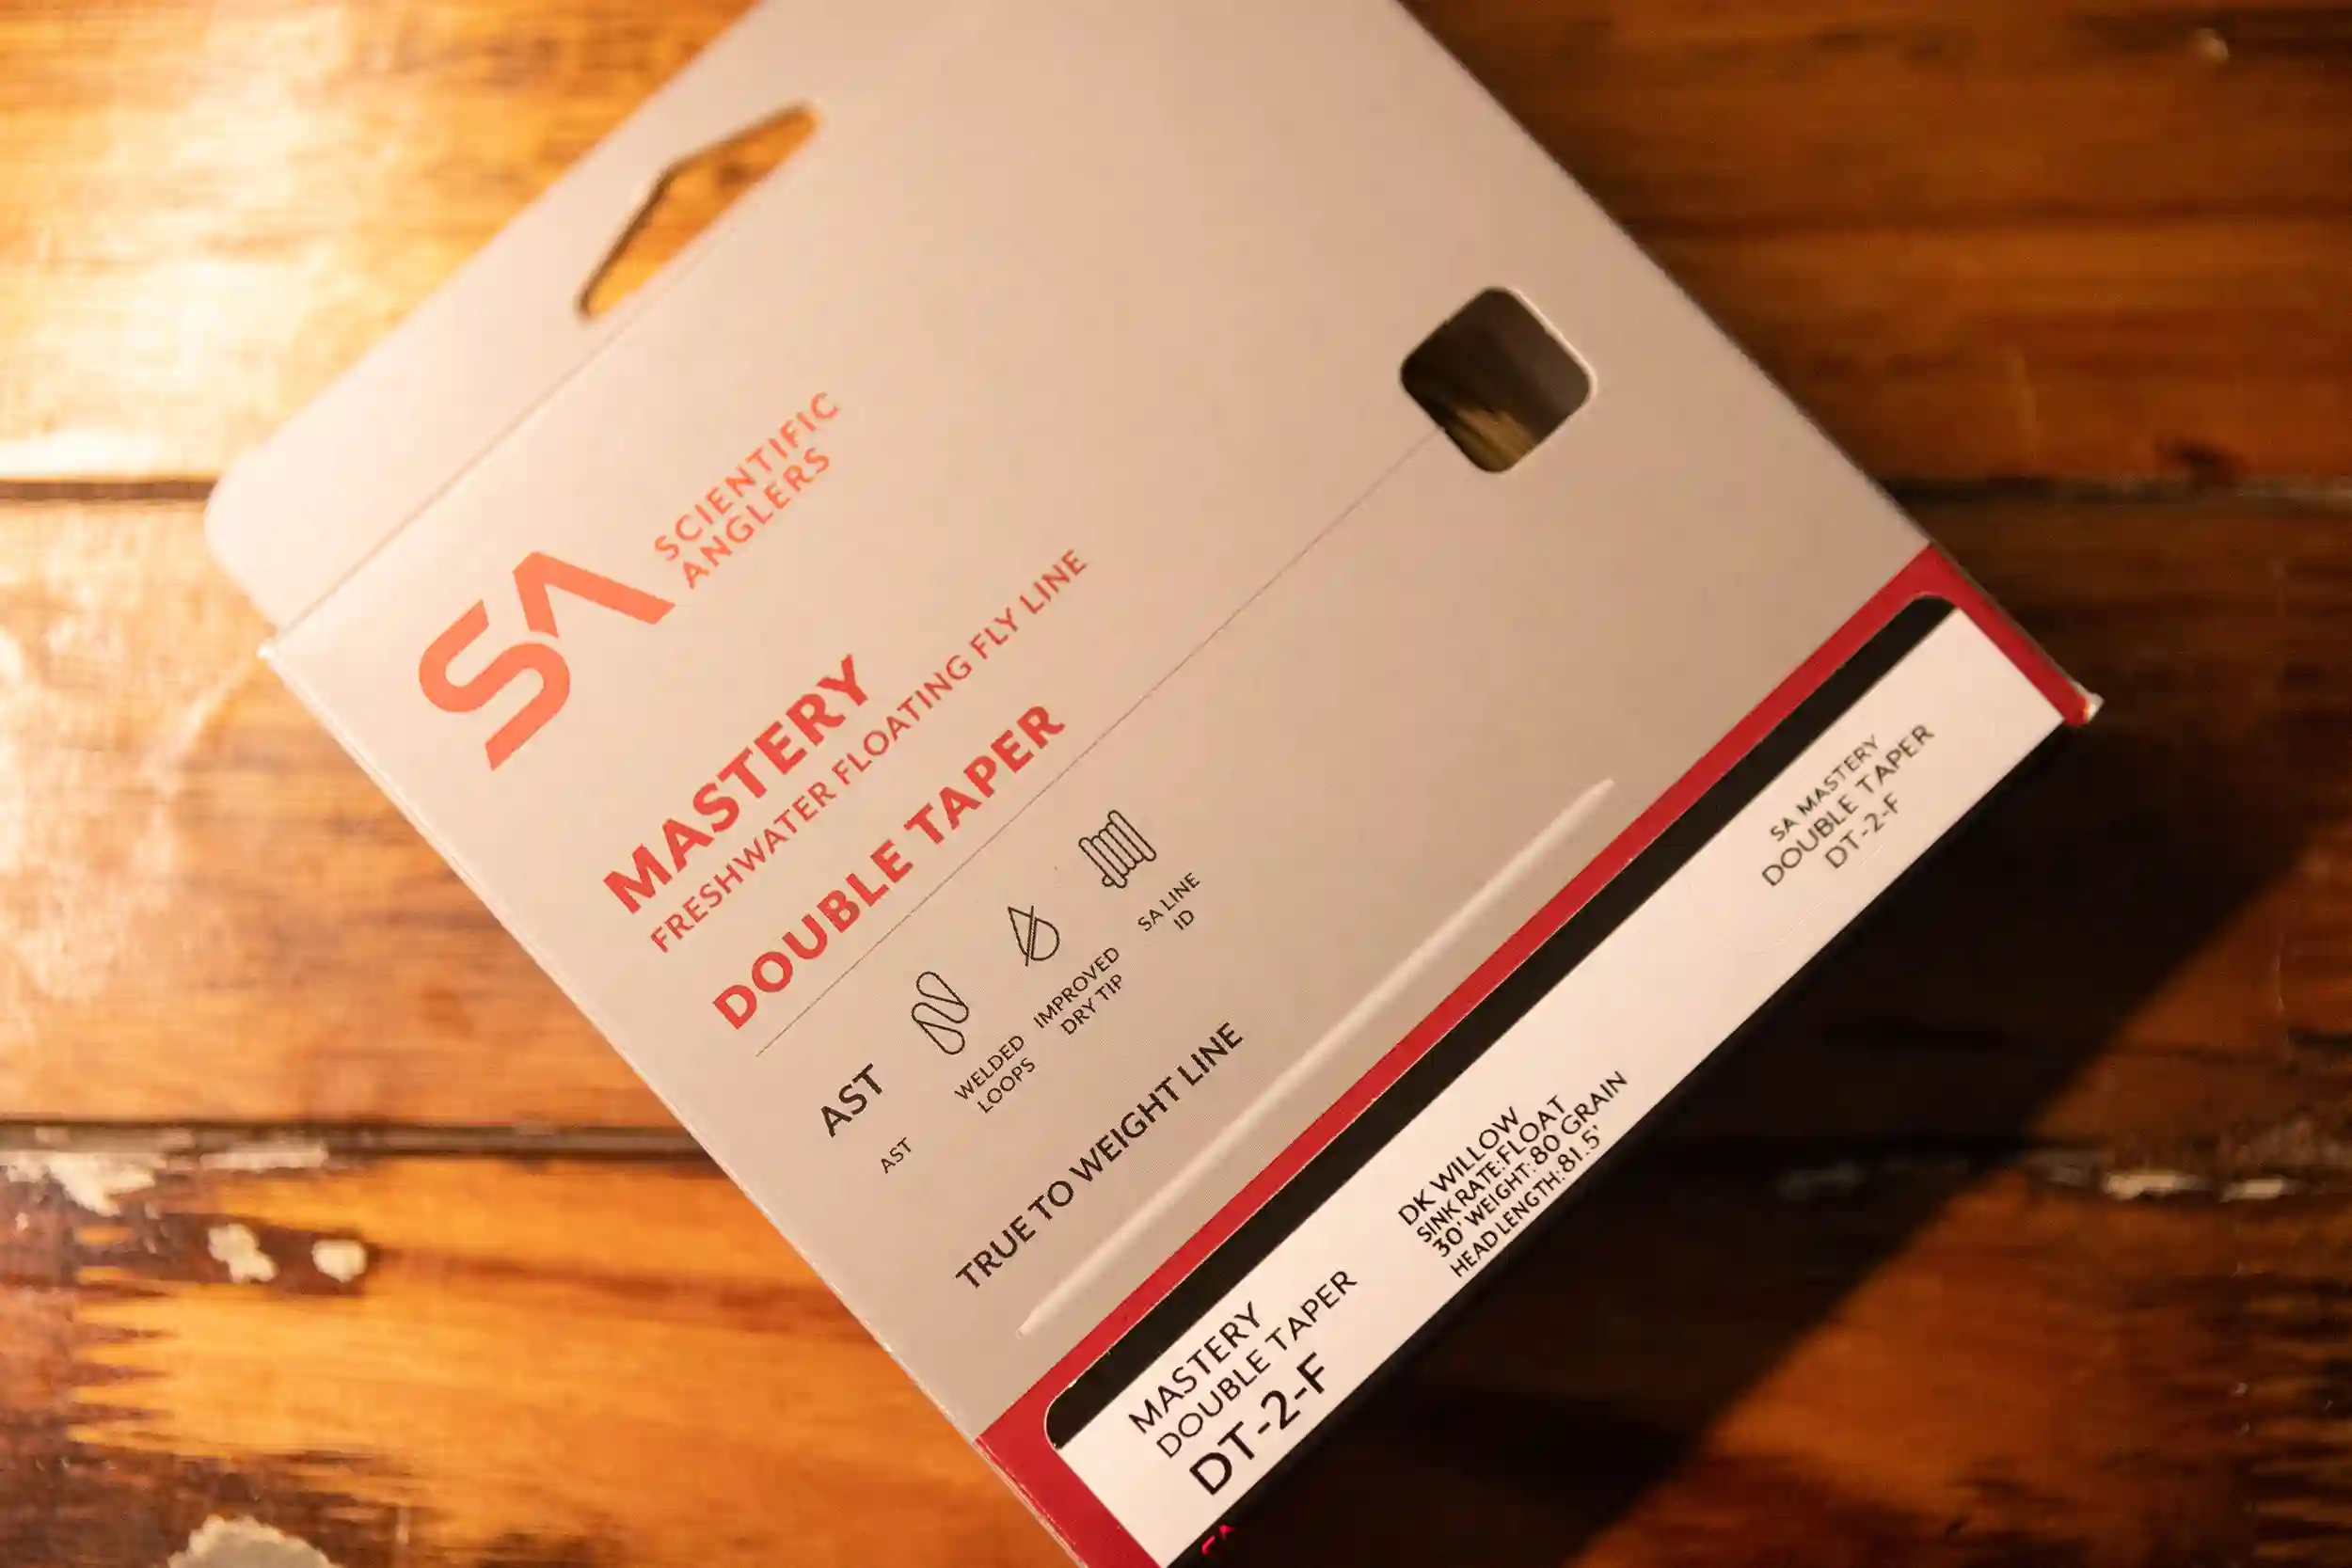 SA
SCIENTIFIC
ANGLERS
MASTERY
FRESHWATER FLOATING FLY LINE
DOUBLE TAPER
AST
AST
WELDED
LOOPS
IMPROVED
DRY TIP
SA LINE
ID
TRUE TO WEIGHT LINE
MASTERY
DOUBLE TAPER
DT-2-F
DK WILLOW
SINK RATE:FLOAT
30' WEIGHT: 80 GRAIN
HEAD LENGTH:81.5'
SA MASTERY
DOUBLE TAPER
DT-2-F